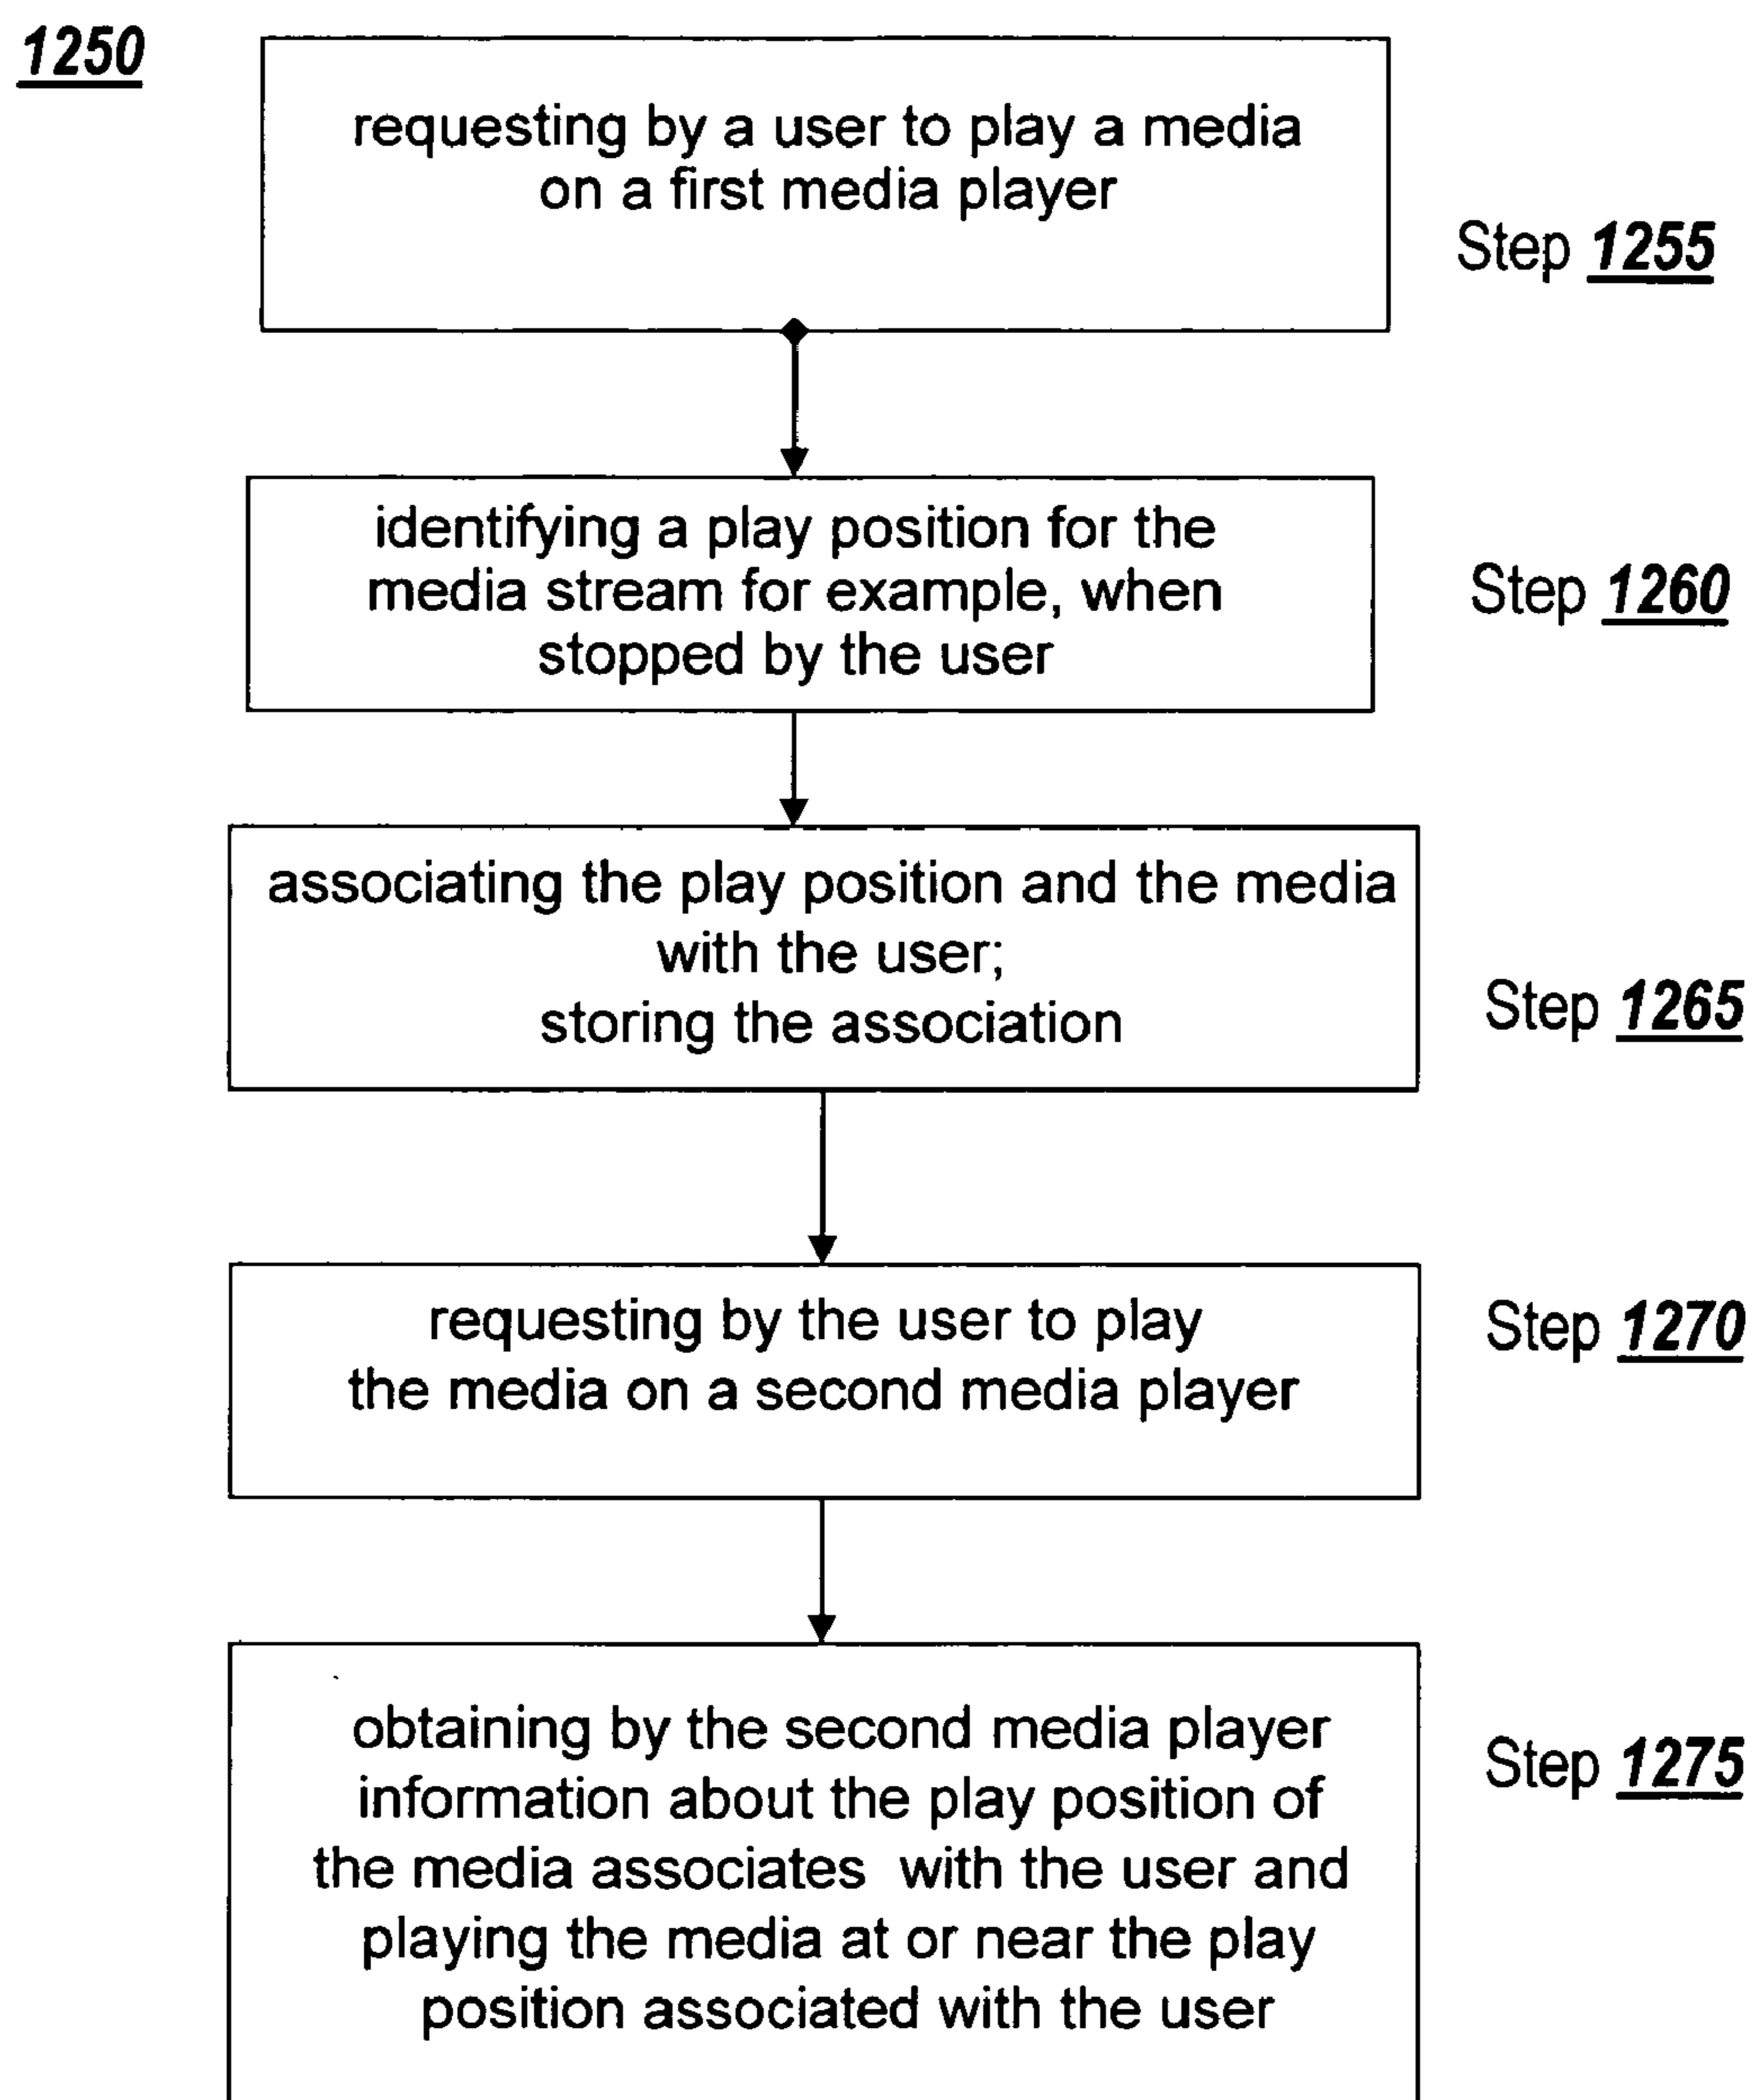 1250
requesting by a user to play a media
on a first media player
Step 1255
identifying a play position for the
media stream for example, when
stopped by the user
Step 1260
associating the play position and the media
with the user;
storing the association
Step 1265
requesting by the user to play
the media on a second media player
Step 1270
obtaining by the second media player
information about the play position of
the media associates with the user and
playing the media at or near the play
position associated with the user
Step 1275